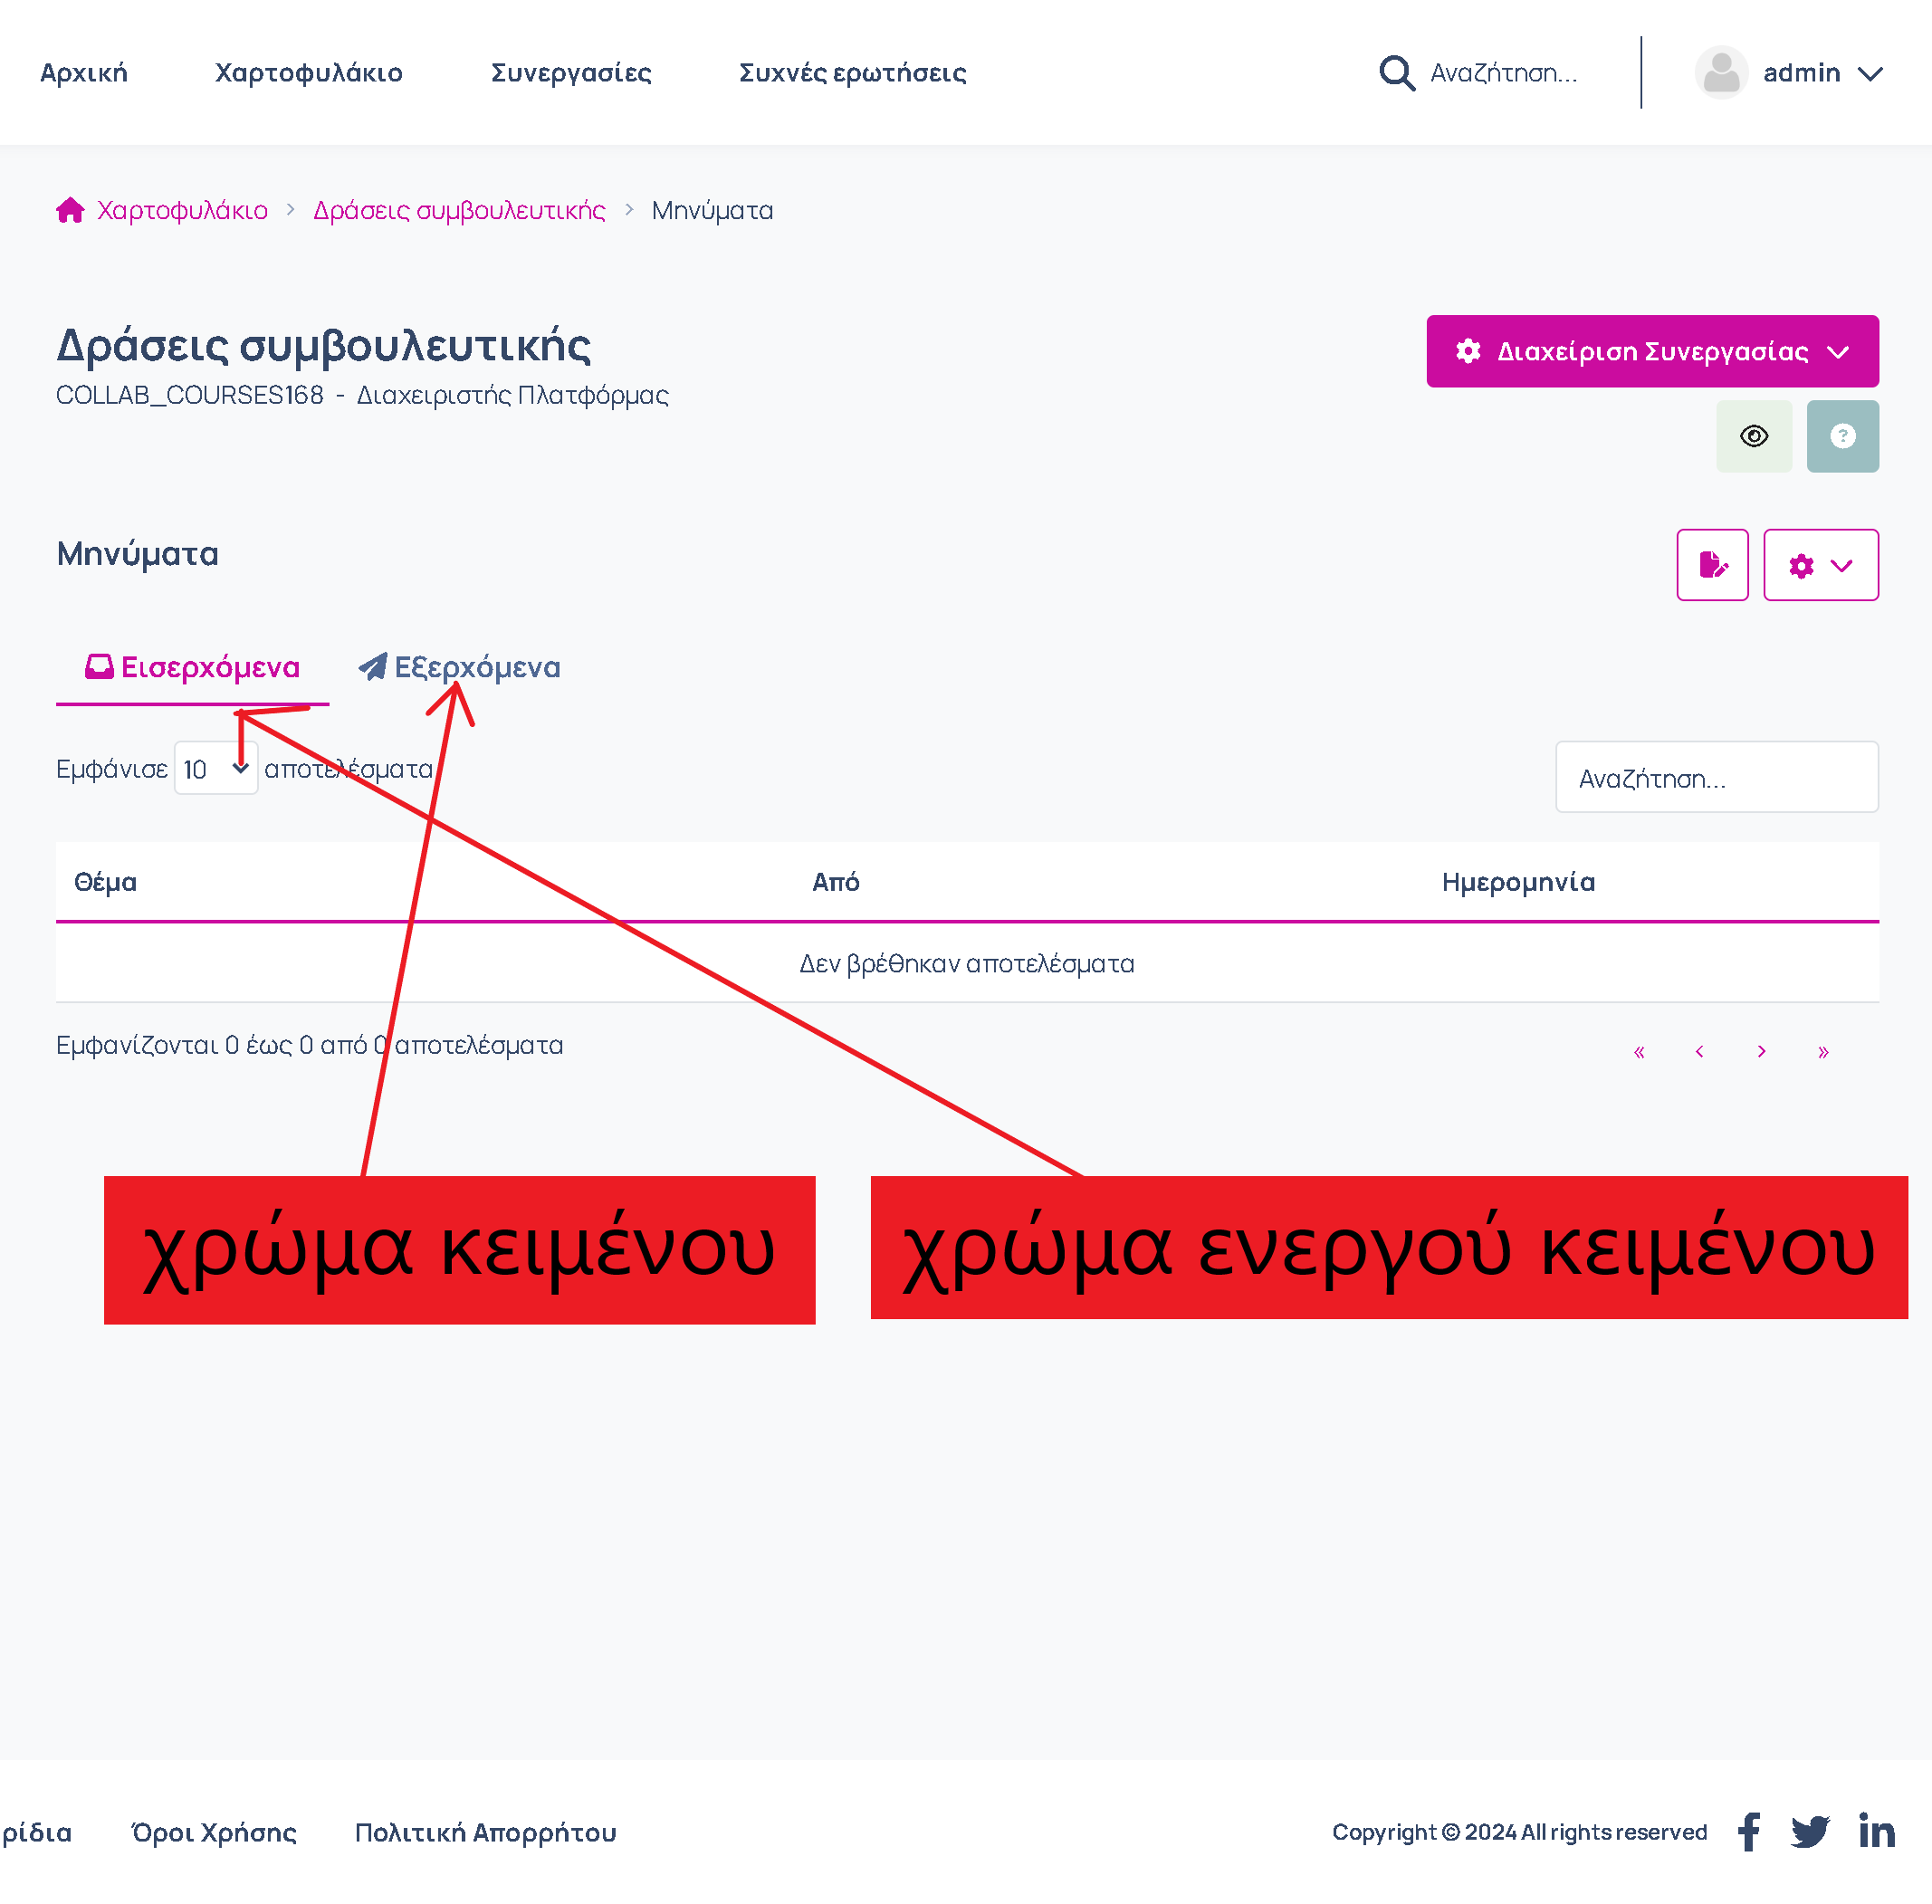 Αρχική Χαρτοφυλάκιο Συνεργασίες Συχνές ερωτήσεις Αναζήτηση... admin
Χαρτοφυλάκιο > Δράσεις συμβουλευτικής > Μηνύματα
Δράσεις συμβουλευτικής
Διαχείριση Συνεργασίας
COLLAB_COURSES168 - Διαχειριστής Πλατφόρμας
Μηνύματα
Εισερχόμενα Εξερχόμενα
Εμφάνισε 10 αποτελέσματα
Αναζήτηση...
Θέμα Από Ημερομηνία
Δεν βρέθηκαν αποτελέσματα
Εμφανίζονται 0 έως 0 από 0 αποτελέσματα « ‹ › »
χρώμα κειμένου χρώμα ενεργού κειμένου
ρίδια Όροι Χρήσης Πολιτική Απορρήτου Copyright © 2024 All rights reserved